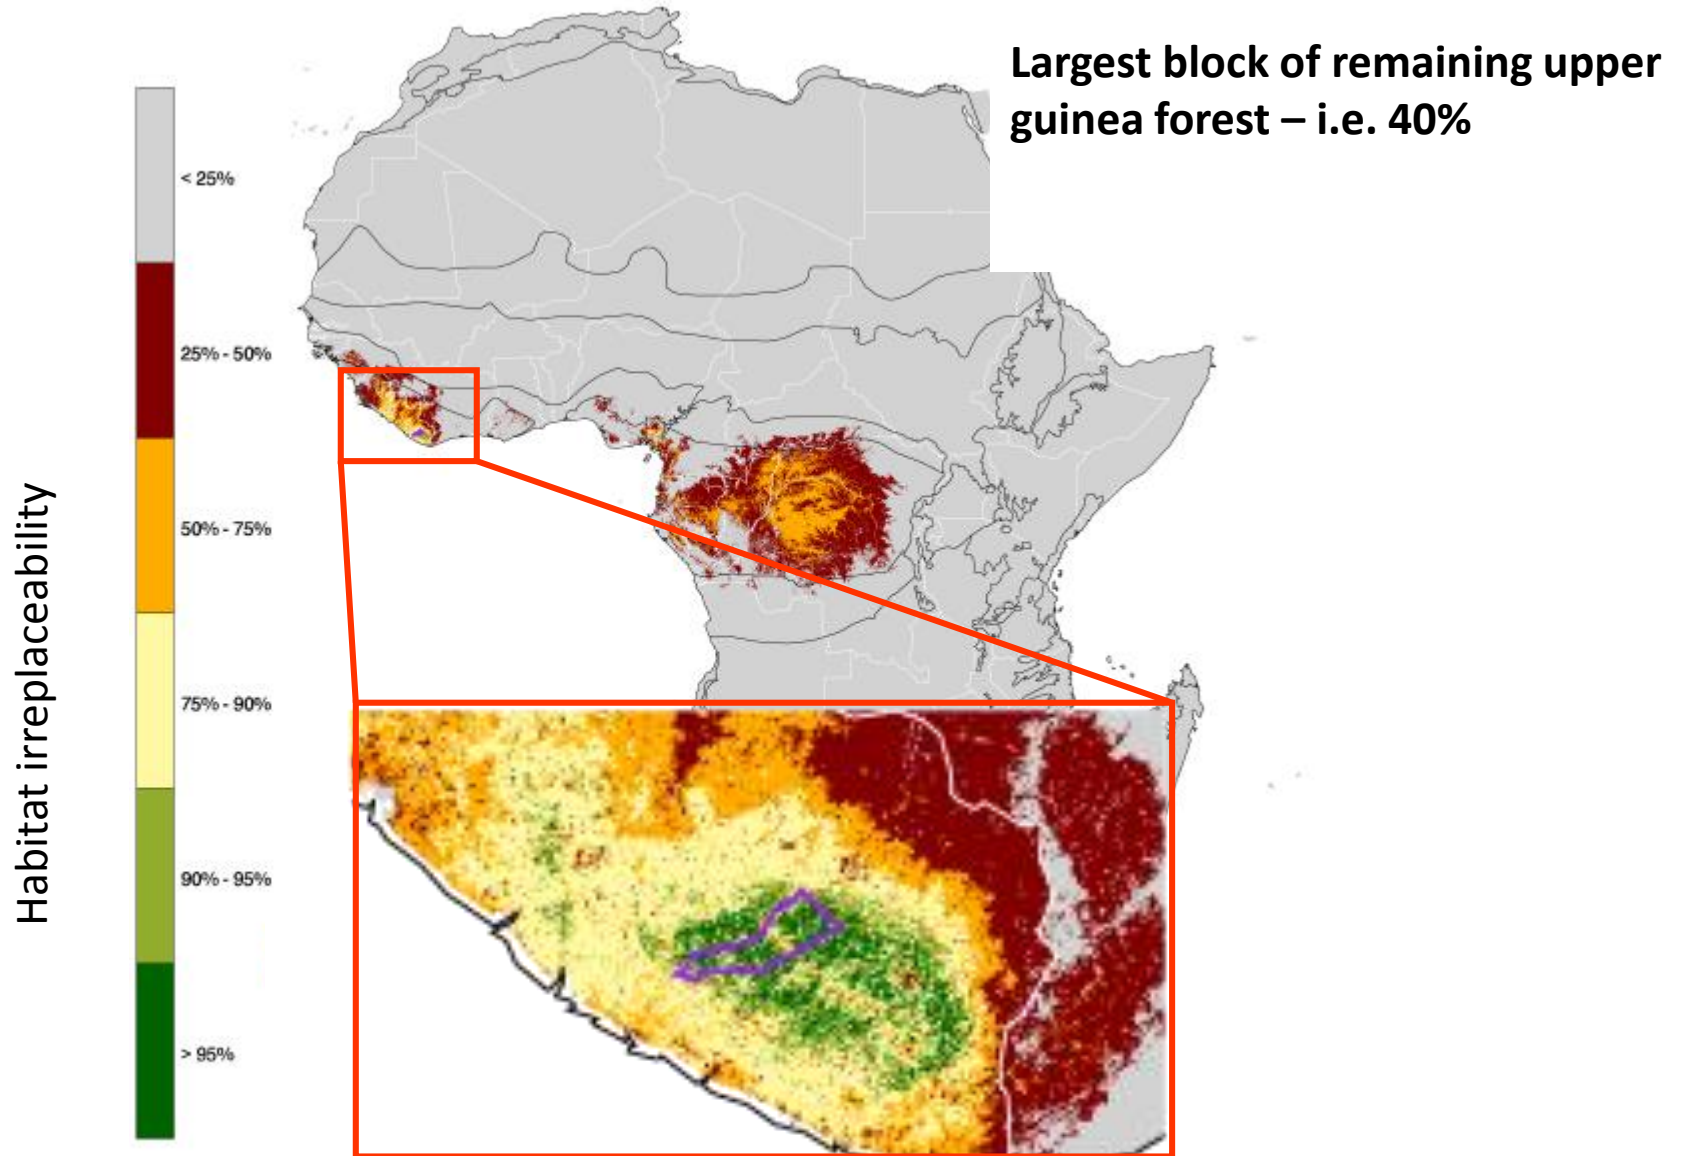 Largest block of remaining upper
guinea forest – i.e. 40%
Habitat irreplaceability
< 25%
25% - 50%
50% - 75%
75% - 90%
90% - 95%
> 95%